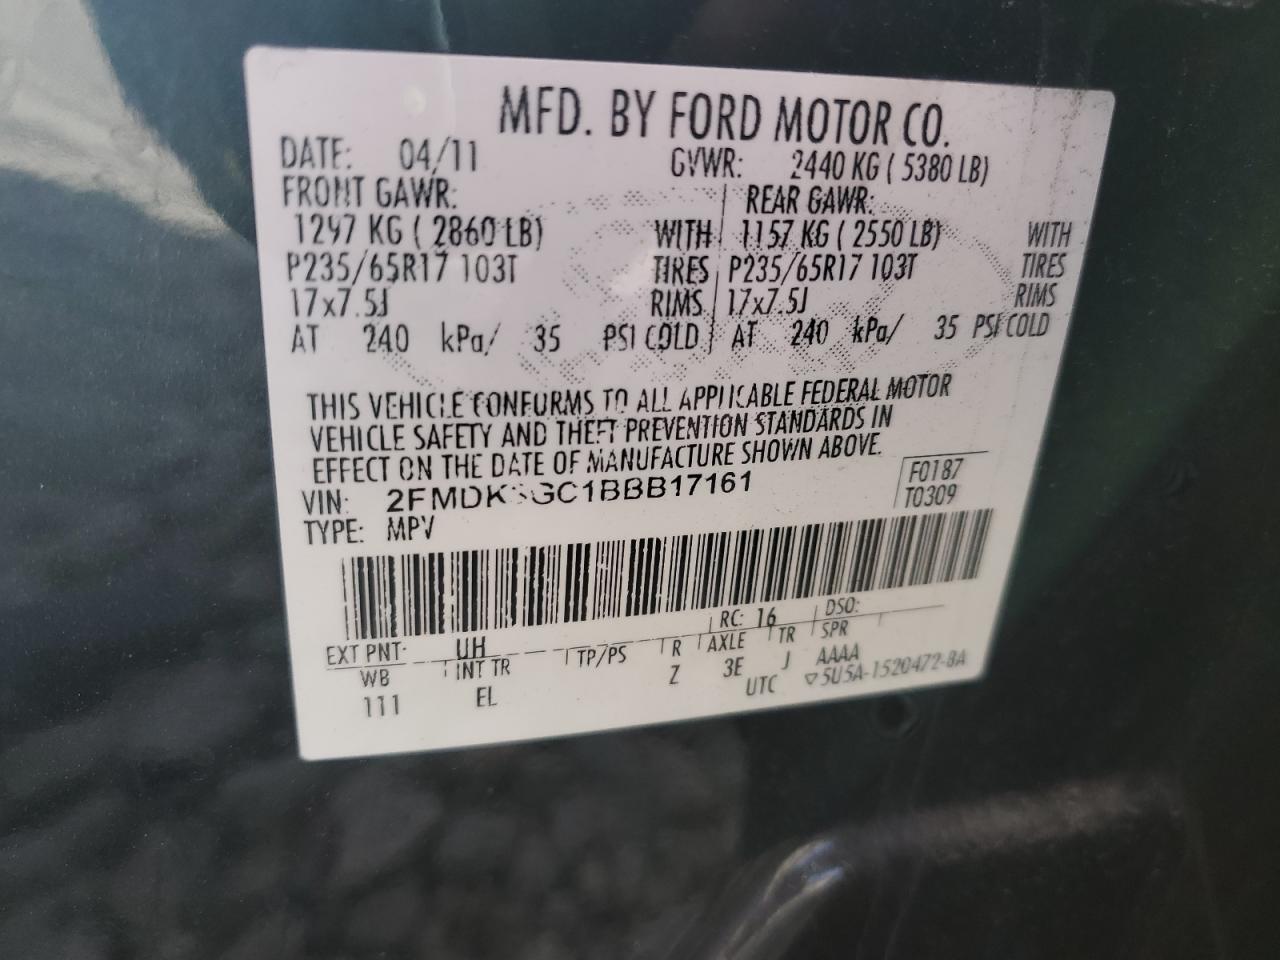 MFD. BY FORD MOTOR CO.
DATE: 04/11 GVWR: 2440 KG ( 5380 LB)
FRONT GAWR: REAR GAWR:
1297 KG ( 2860 LB) WITH 1157 KG ( 2550 LB) WITH
P235/65R17 103T TIRES P235/65R17 103T TIRES
17x7.5J RIMS 17x7.5J RIMS
AT 240 kPa/ 35 PSI COLD AT 240 kPa/ 35 PSI COLD
THIS VEHICLE CONFORMS TO ALL APPLICABLE FEDERAL MOTOR
VEHICLE SAFETY AND THEFT PREVENTION STANDARDS IN
EFFECT ON THE DATE OF MANUFACTURE SHOWN ABOVE.
F0187
VIN: T0309
TYPE: MPV
EXT PNT: UH RC: 16 DSO:
WB INT TR TP/PS R AXLE TR SPR
111 EL Z 3E J AAAA
UTC ▽5U5A-1520472-BA